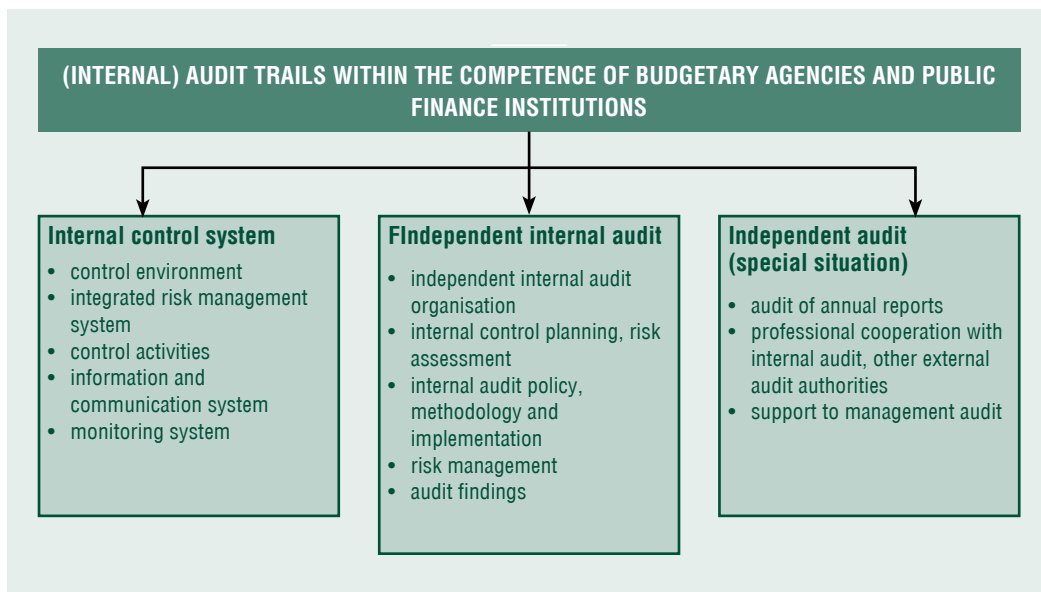 (INTERNAL) AUDIT TRAILS WITHIN THE COMPETENCE OF BUDGETARY AGENCIES AND PUBLIC
FINANCE INSTITUTIONS
Internal control system
• control environment
• integrated risk management
system
• control activities
• information and
communication system
• monitoring system
FIndependent internal audit
• independent internal audit
organisation
• internal control planning, risk
assessment
• internal audit policy,
methodology and
implementation
• risk management
• audit findings
Independent audit
(special situation)
• audit of annual reports
• professional cooperation with
internal audit, other external
audit authorities
• support to management audit